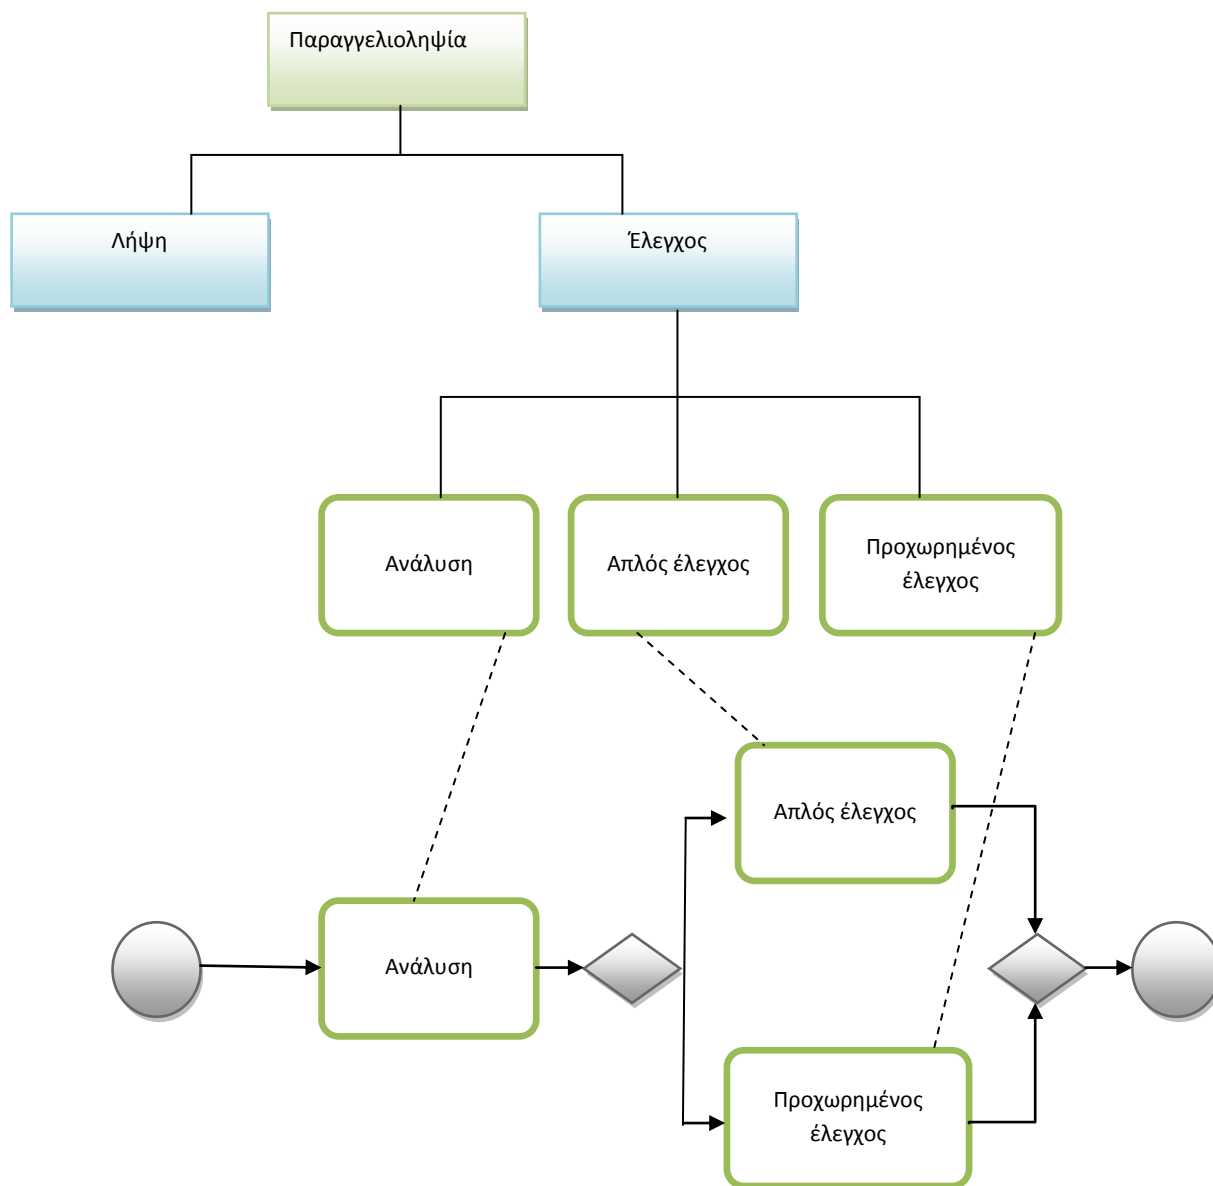 Παραγγελιοληψία
Λήψη
Έλεγχος
Ανάλυση
Απλός έλεγχος
Προχωρημένος
έλεγχος
Απλός έλεγχος
Ανάλυση
Προχωρημένος
έλεγχος